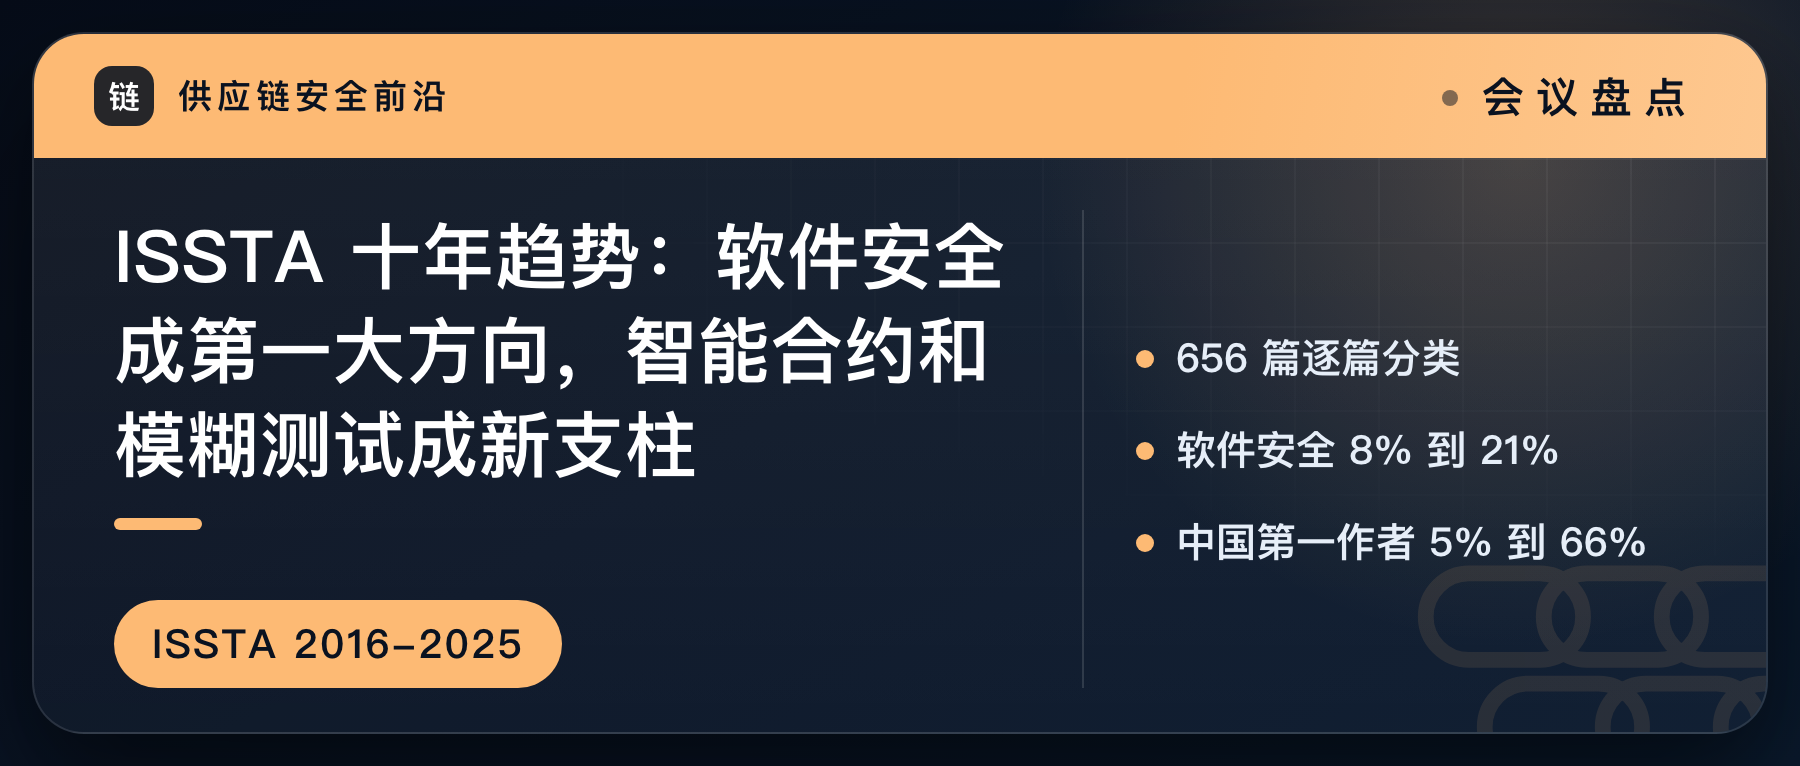 链 供应链安全前沿
会议盘点
ISSTA 十年趋势：软件安全
成第一大方向，智能合约和
模糊测试成新支柱
ISSTA 2016–2025
656 篇逐篇分类
软件安全 8% 到 21%
中国第一作者 5% 到 66%